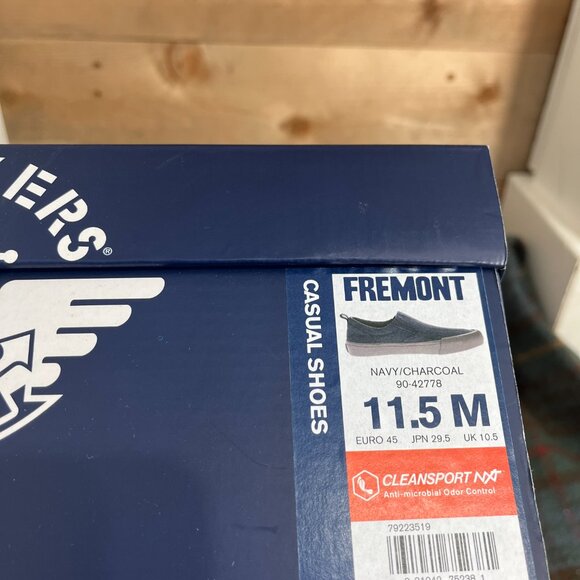 ERS®
CASUAL SHOES
FREMONT
NAVY/CHARCOAL
90-42778
11.5 M
EURO 45 JPN 29.5 UK 10.5
CLEANSPORT NXT
Anti-microbial Odor Control
79223519